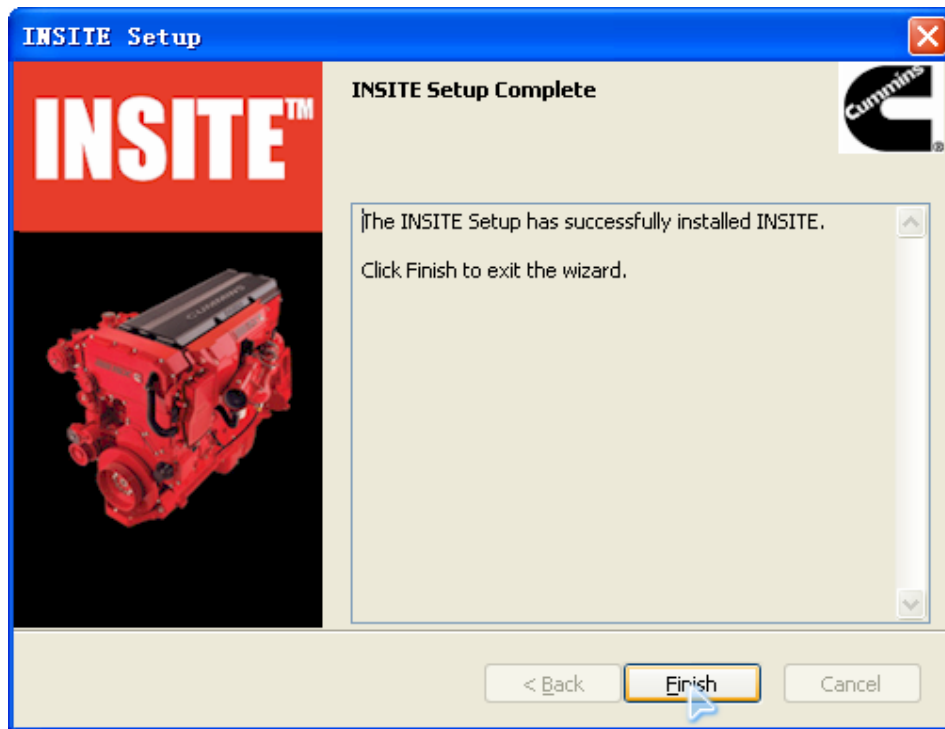 INSITE Setup
INSITE™
INSITE Setup Complete
Cummins
®
The INSITE Setup has successfully installed INSITE.
Click Finish to exit the wizard.
CUMMINS
< Back
Finish
Cancel